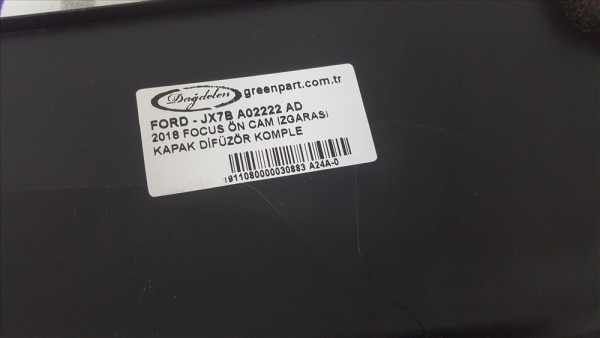 Dağdelen greenpart.com.tr
FORD - JX7B A02222 AD
2018 FOCUS ÖN CAM IZGARASI
KAPAK DİFÜZÖR KOMPLE
1911080000030883 A24A-0